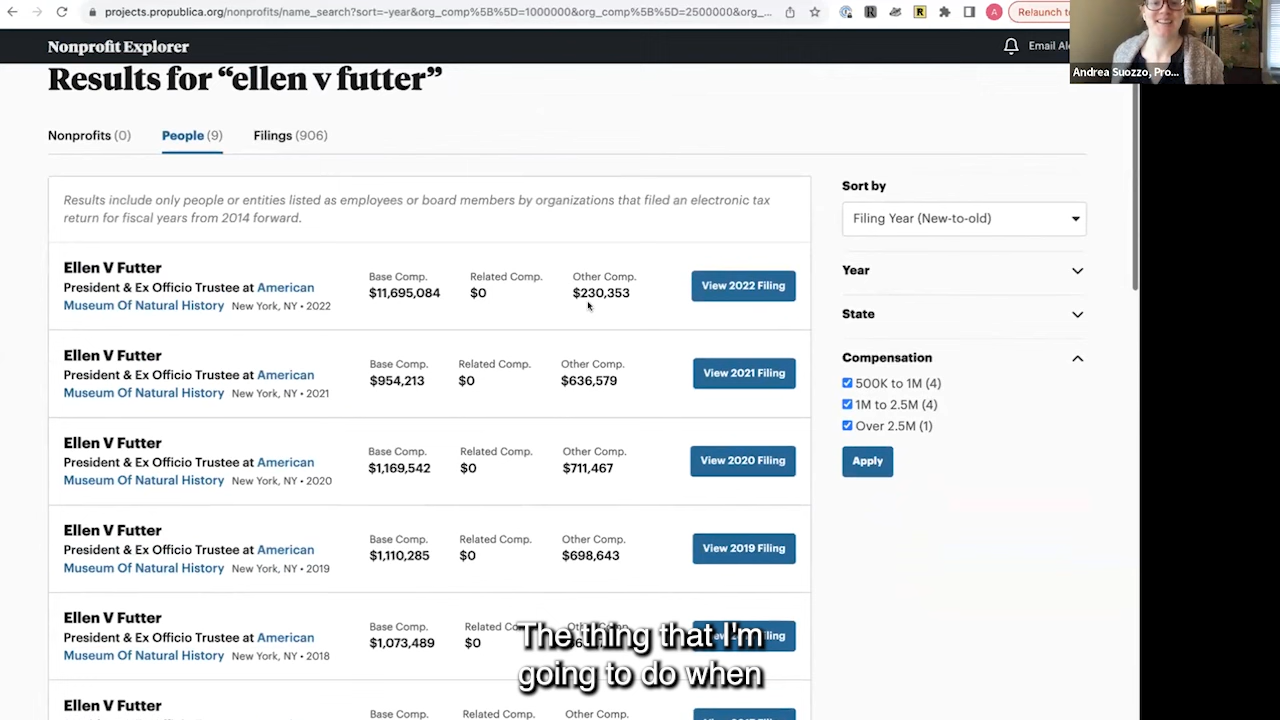 projects.propublica.org/nonprofits/name_search?sort=-year&org_comp%5B%5D=1000000&org_comp%5B%5D=2500000&org_...
A
Relaunch to
Nonprofit Explorer
Email Ale
Andrea Suozzo, Pro...
Results for “ellen v futter”
Nonprofits (0) People (9) Filings (906)
Results include only people or entities listed as employees or board members by organizations that filed an electronic tax
return for fiscal years from 2014 forward.
Sort by
Filing Year (New-to-old)
Year
State
Compensation
500K to 1M (4)
1M to 2.5M (4)
Over 2.5M (1)
Apply
Ellen V Futter
President & Ex Officio Trustee at American
Museum Of Natural History New York, NY • 2022
Base Comp. Related Comp. Other Comp.
$11,695,084 $0 $230,353
View 2022 Filing
Ellen V Futter
President & Ex Officio Trustee at American
Museum Of Natural History New York, NY • 2021
Base Comp. Related Comp. Other Comp.
$954,213 $0 $636,579
View 2021 Filing
Ellen V Futter
President & Ex Officio Trustee at American
Museum Of Natural History New York, NY • 2020
Base Comp. Related Comp. Other Comp.
$1,169,542 $0 $711,467
View 2020 Filing
Ellen V Futter
President & Ex Officio Trustee at American
Museum Of Natural History New York, NY • 2019
Base Comp. Related Comp. Other Comp.
$1,110,285 $0 $698,643
View 2019 Filing
Ellen V Futter
President & Ex Officio Trustee at American
Museum Of Natural History New York, NY • 2018
Base Comp. Related
$1,073,489 $0
The thing that I'm
going to do when
Ellen V Futter
Base Comp. Related Comp. Other Comp.